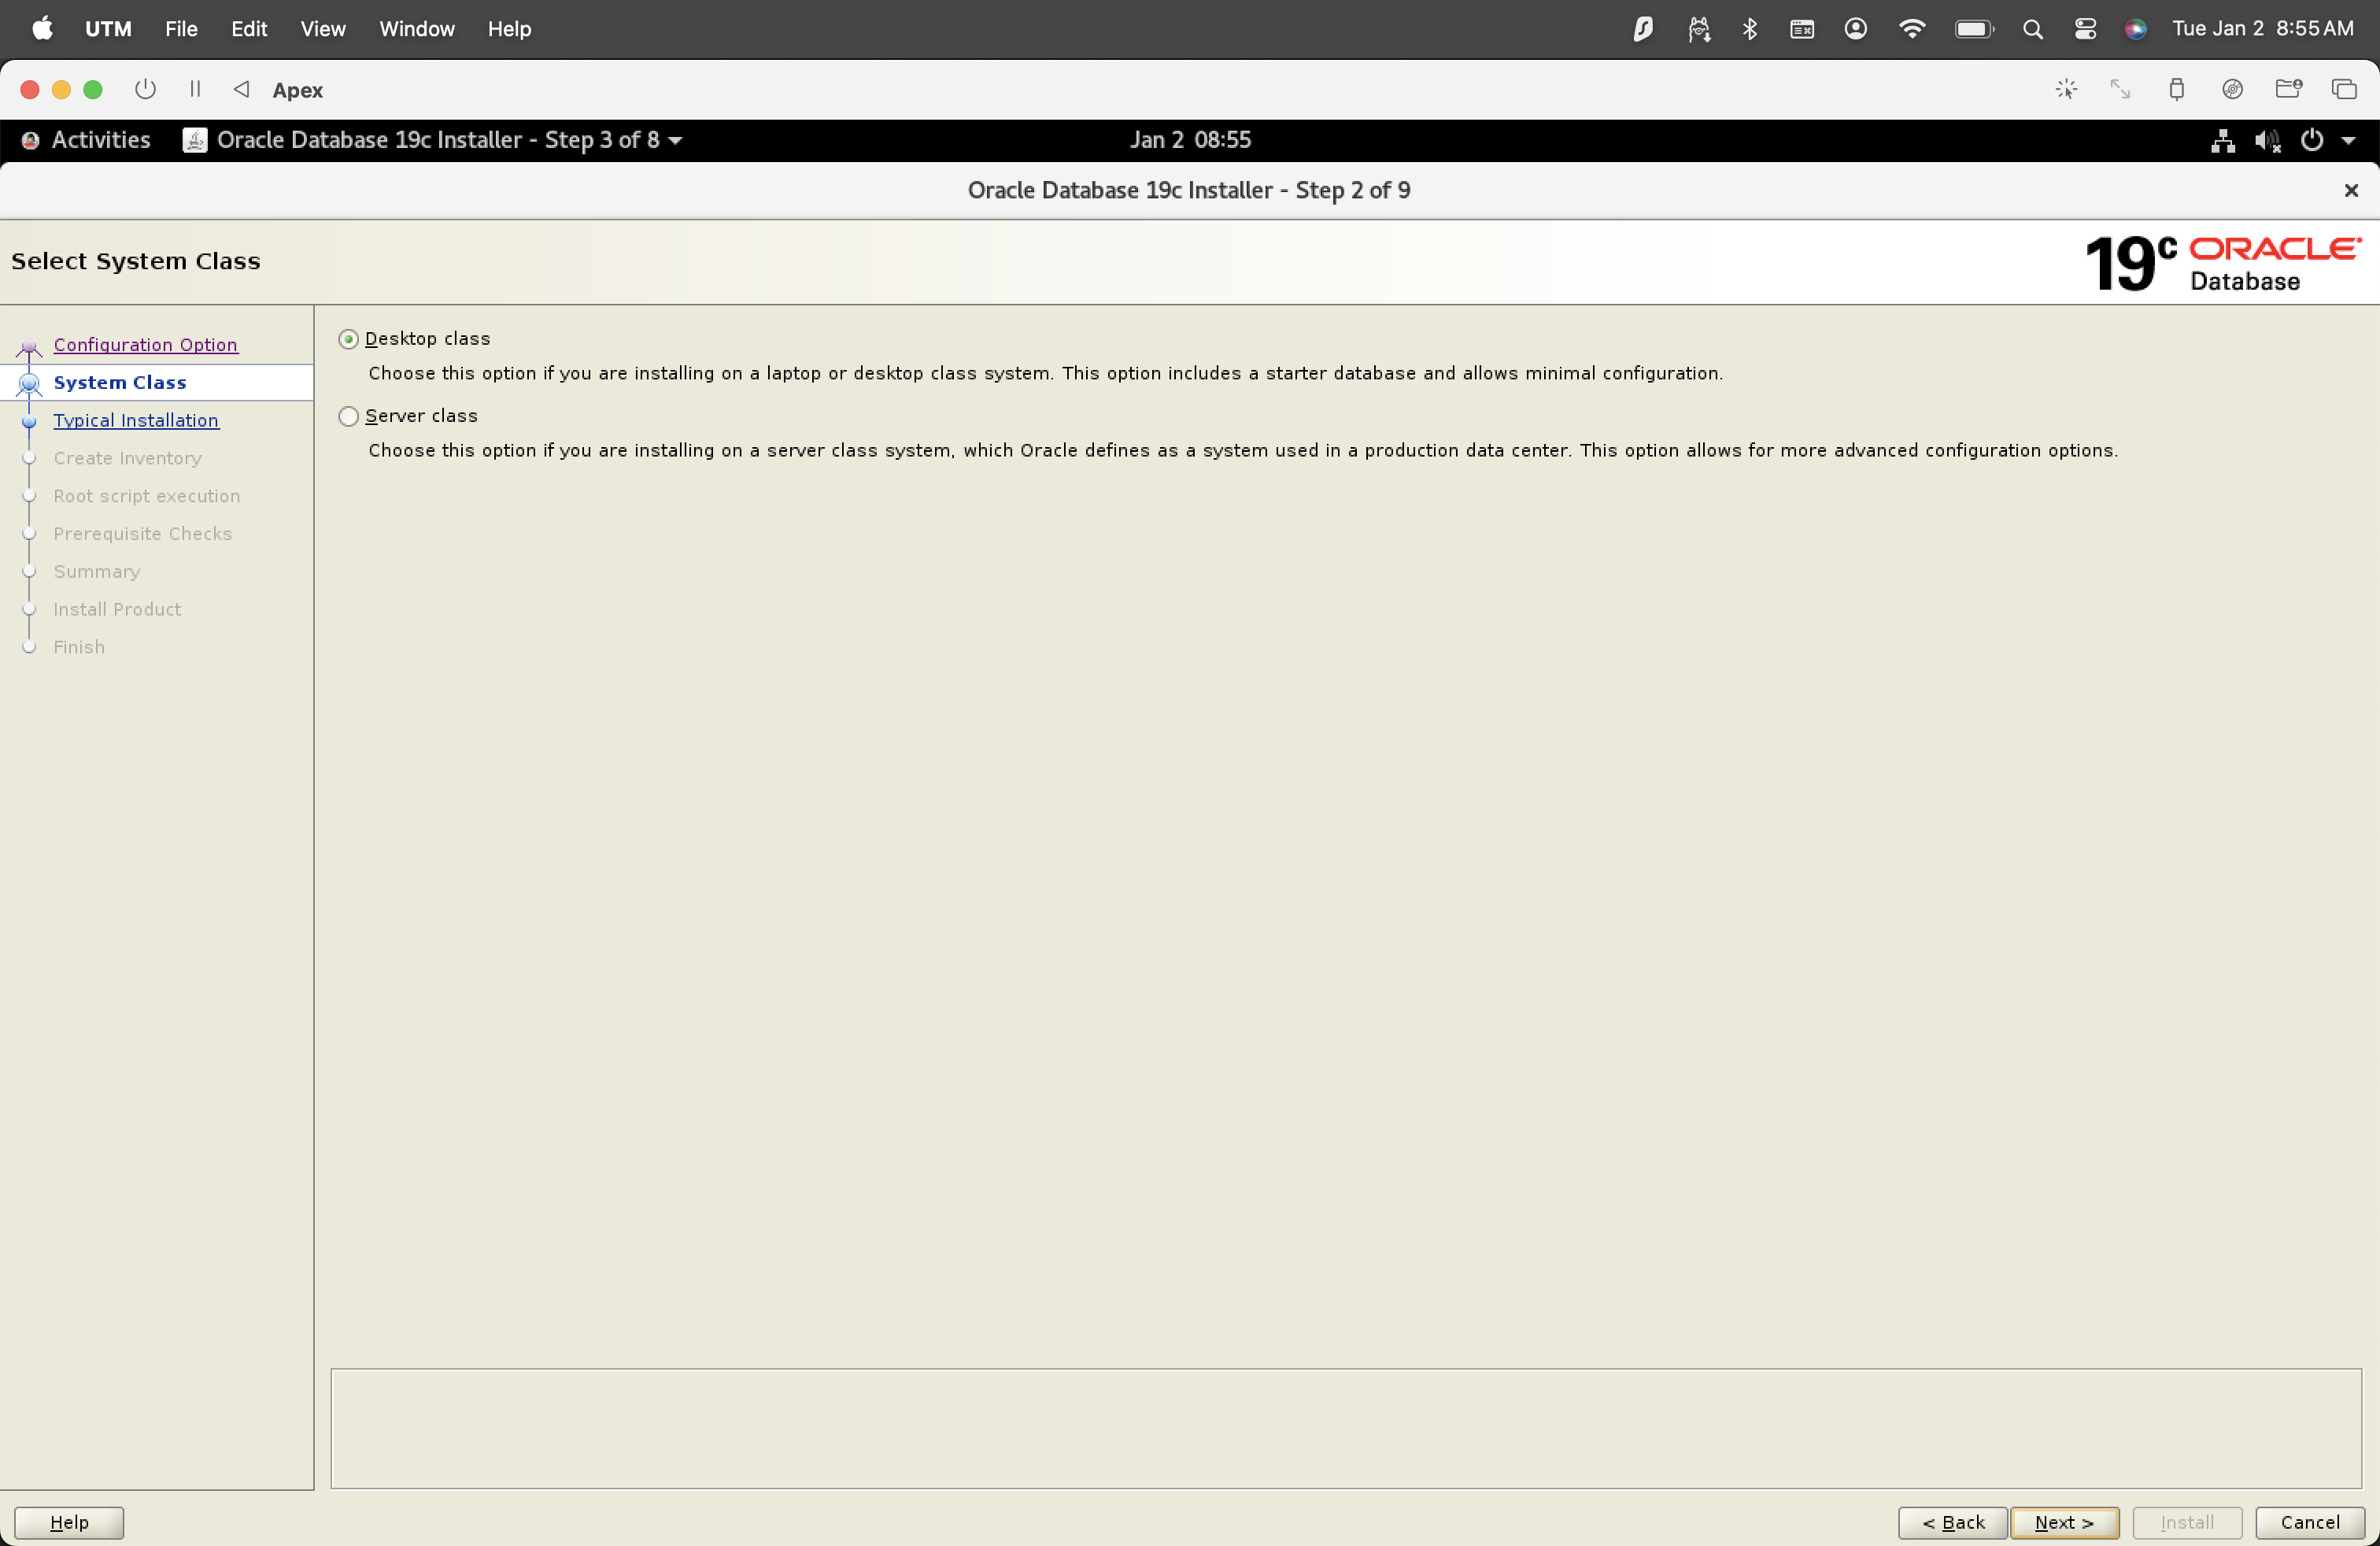 UTM File Edit View Window Help Tue Jan 2 8:55 AM
Apex
Activities Oracle Database 19c Installer - Step 3 of 8 Jan 2 08:55
Oracle Database 19c Installer - Step 2 of 9
Select System Class
19c ORACLE
Database
Configuration Option
System Class
Typical Installation
Create Inventory
Root script execution
Prerequisite Checks
Summary
Install Product
Finish
Desktop class
Choose this option if you are installing on a laptop or desktop class system. This option includes a starter database and allows minimal configuration.
Server class
Choose this option if you are installing on a server class system, which Oracle defines as a system used in a production data center. This option allows for more advanced configuration options.
Help < Back Next > Install Cancel